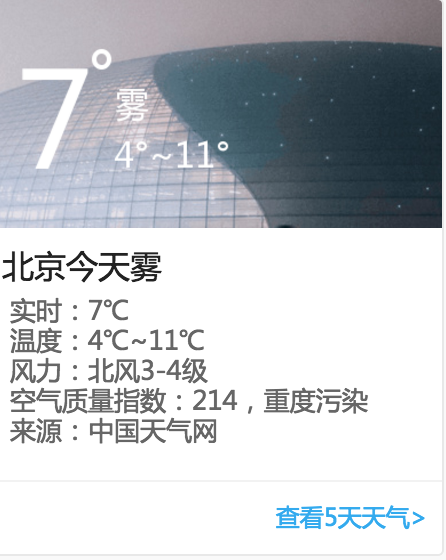 7°
雾
4°~11°
北京今天雾
实时：7℃
温度：4℃~11℃
风力：北风3-4级
空气质量指数：214，重度污染
来源：中国天气网
查看5天天气>